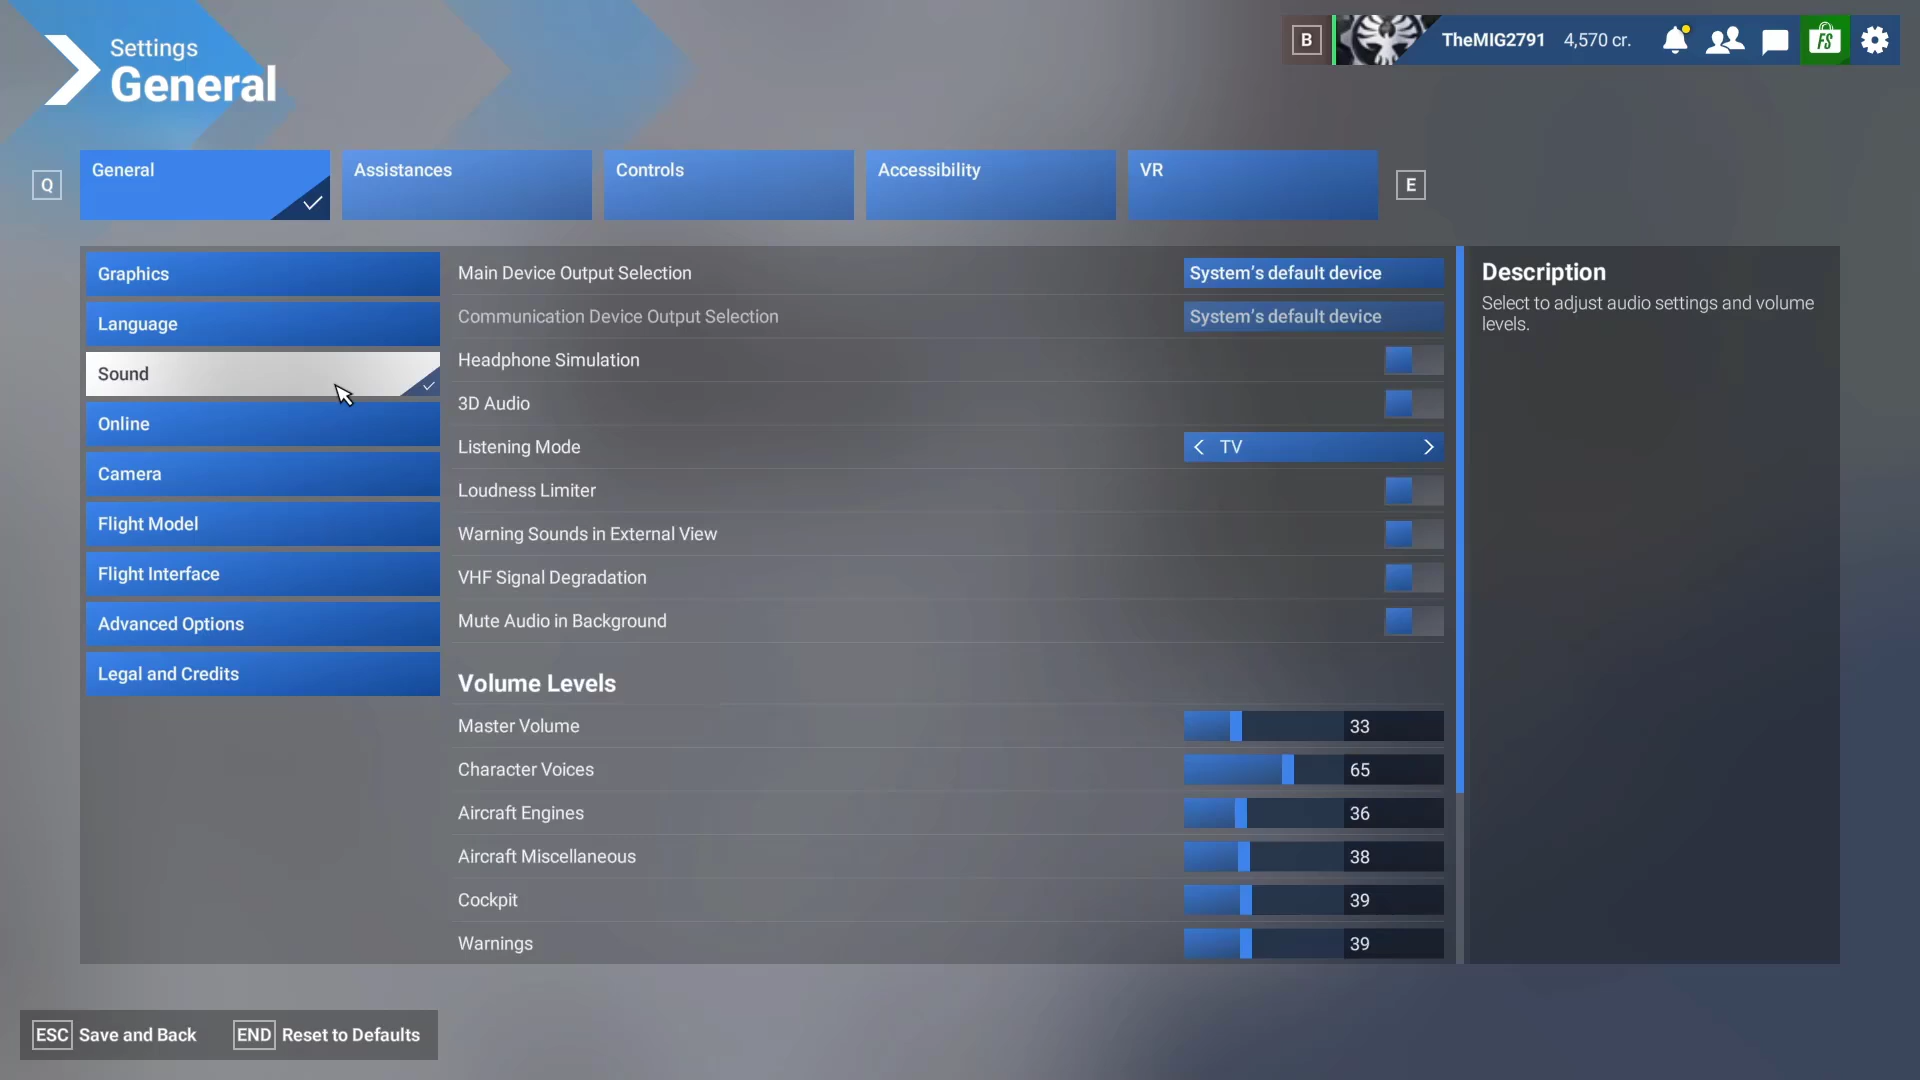 Settings
General
B
TheMIG2791
4,570 cr.
FS
Q
General
Assistances
Controls
Accessibility
VR
E
Graphics
Language
Sound
Online
Camera
Flight Model
Flight Interface
Advanced Options
Legal and Credits
Main Device Output Selection
System's default device
Communication Device Output Selection
System's default device
Headphone Simulation
3D Audio
Listening Mode
TV
Loudness Limiter
Warning Sounds in External View
VHF Signal Degradation
Mute Audio in Background
Volume Levels
Master Volume
33
Character Voices
65
Aircraft Engines
36
Aircraft Miscellaneous
38
Cockpit
39
Warnings
39
Description
Select to adjust audio settings and volume
levels.
ESC Save and Back
END Reset to Defaults